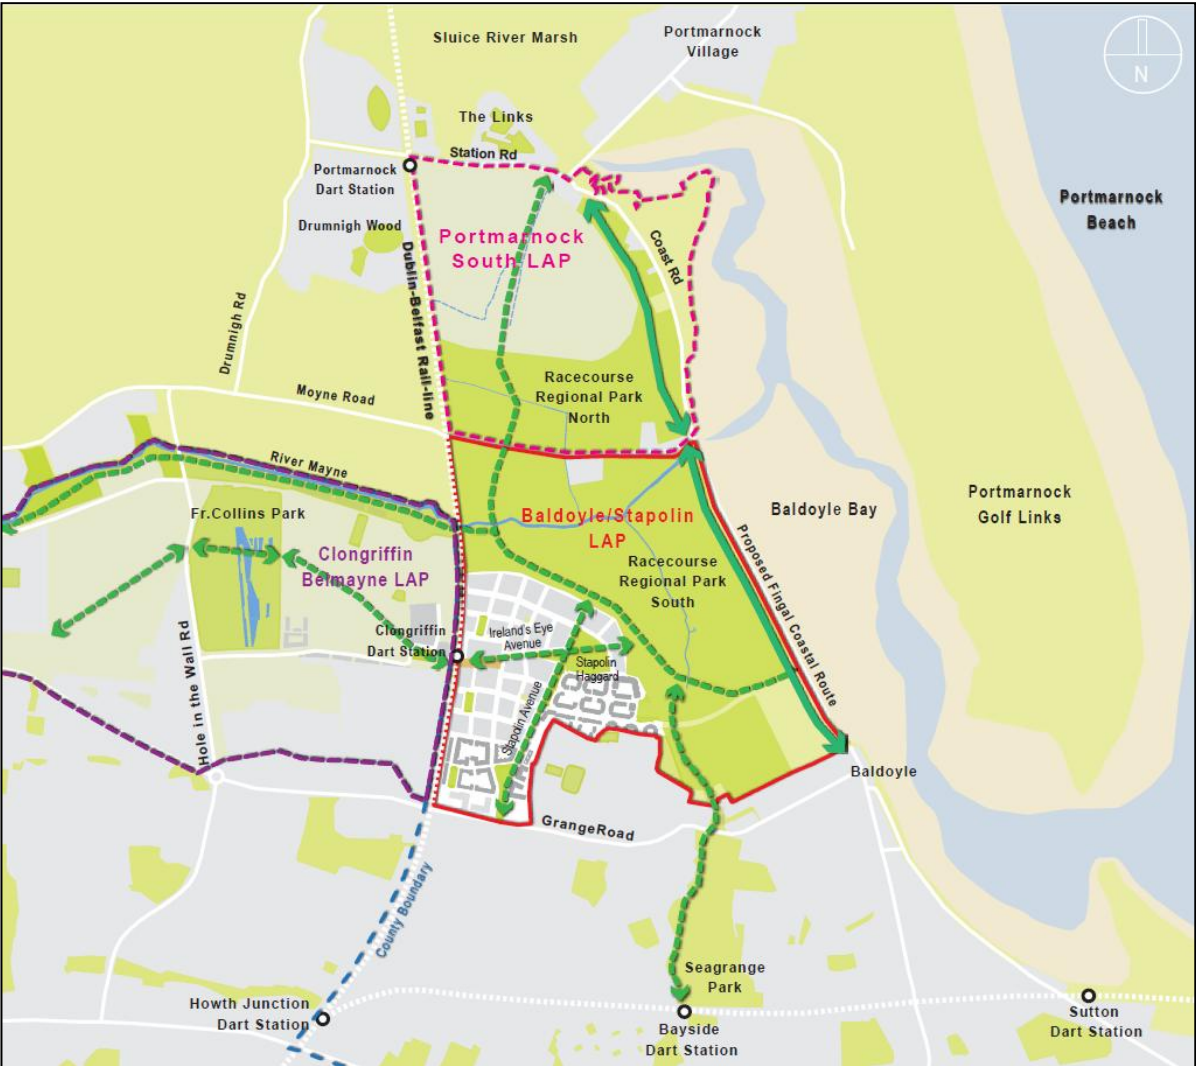 Sluice River Marsh
Portmarnock
Village
N
The Links
Station Rd
Portmarnock
Dart Station
Portmarnock
Beach
Drumnigh Wood
Portmarnock
South LAP
Coast Rd
Dublin-Belfast Rail-line
Drumnigh Rd
Moyne Road
Racecourse
Regional Park
North
River Mayne
Fr.Collins Park
Baldoyle/Stapolin
LAP
Baldoyle Bay
Portmarnock
Golf Links
Clongriffin
Belmayne LAP
Racecourse
Regional Park
South
Proposed Fingal Coastal Route
Clongriffin
Dart Station
Ireland's Eye
Avenue
Stapolin
Haggard
Stapolin Avenue
Hole in the Wall Rd
Baldoyle
GrangeRoad
County Boundary
Seagrange
Park
Howth Junction
Dart Station
Bayside
Dart Station
Sutton
Dart Station